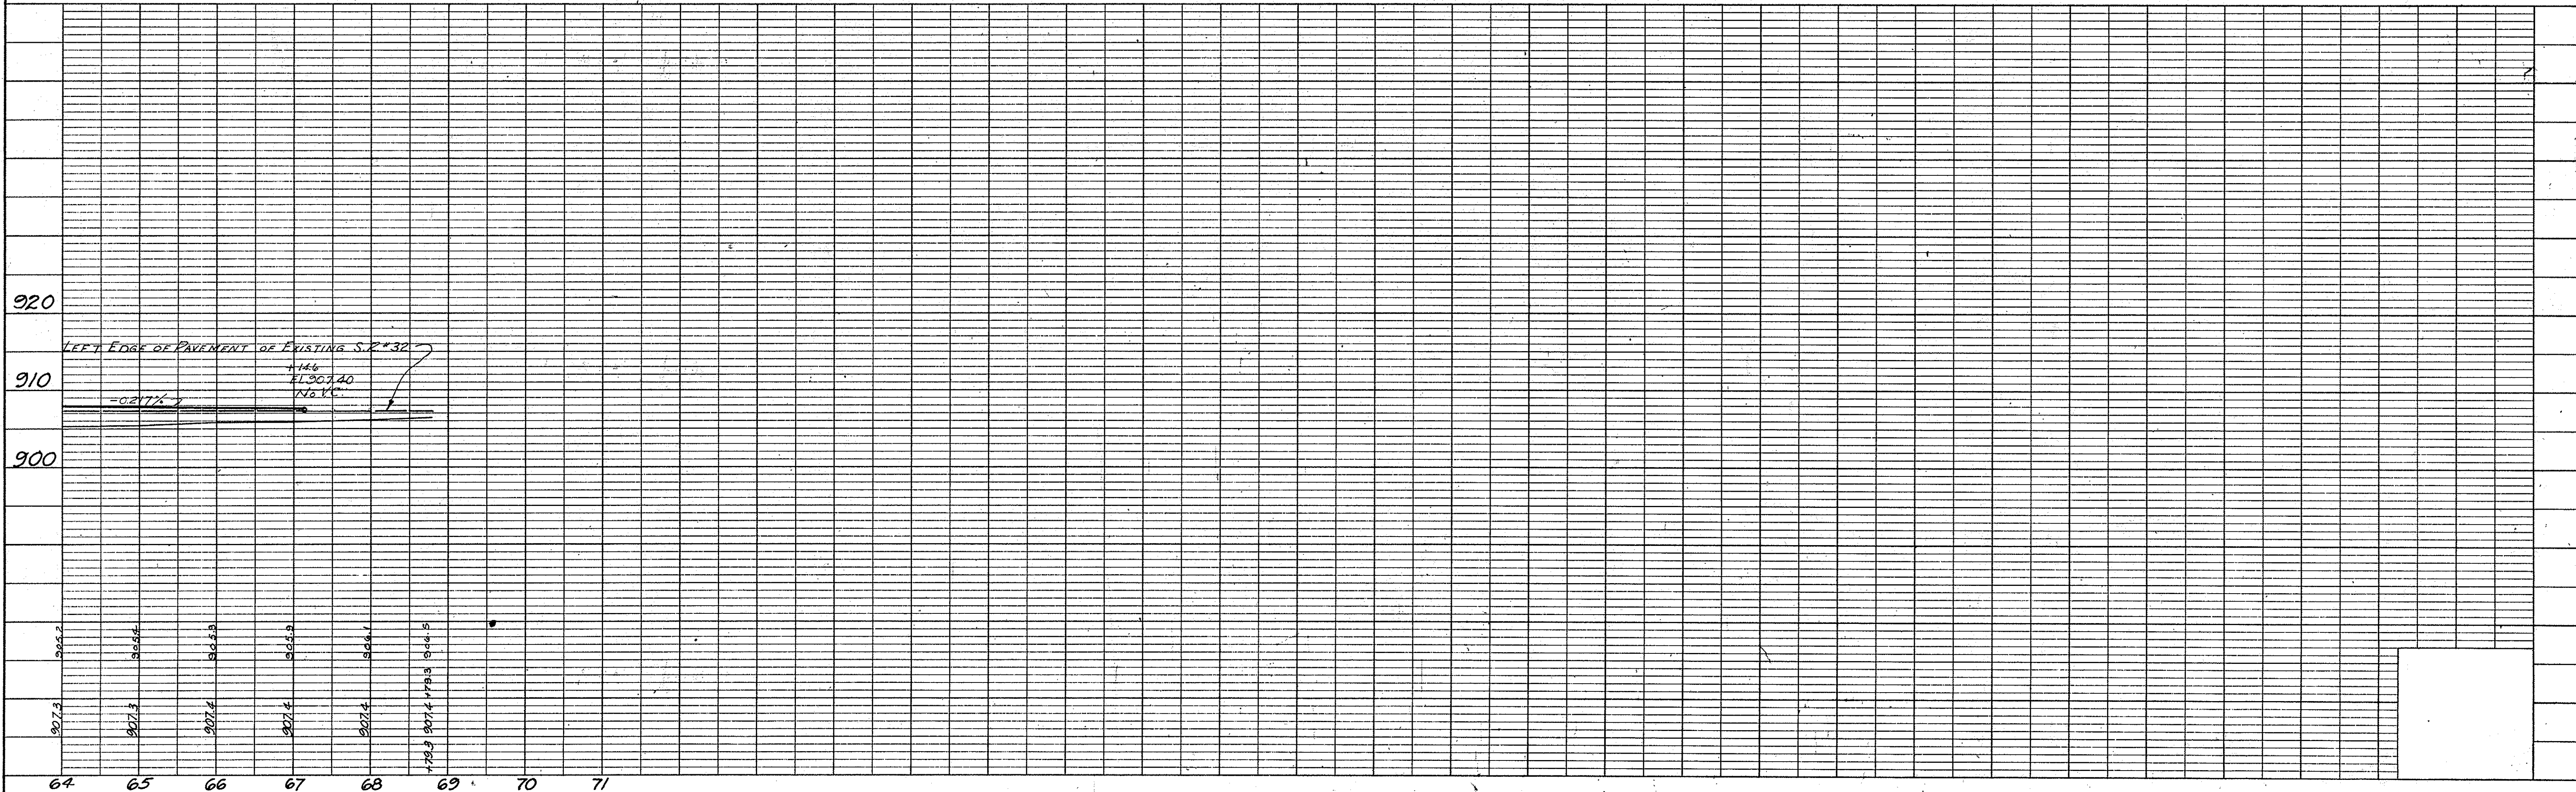 920
LEFT EDGE OF PAVEMENT OF EXISTING S.R.#32
+14.6
EL.907.40
No V.C.
910
-0.217%
900
905.2 905.4 905.9 905.9 906.1 +79.3 906.5
907.3 907.3 907.4 907.4 907.4 +79.3 907.4
64 65 66 67 68 69 70 71